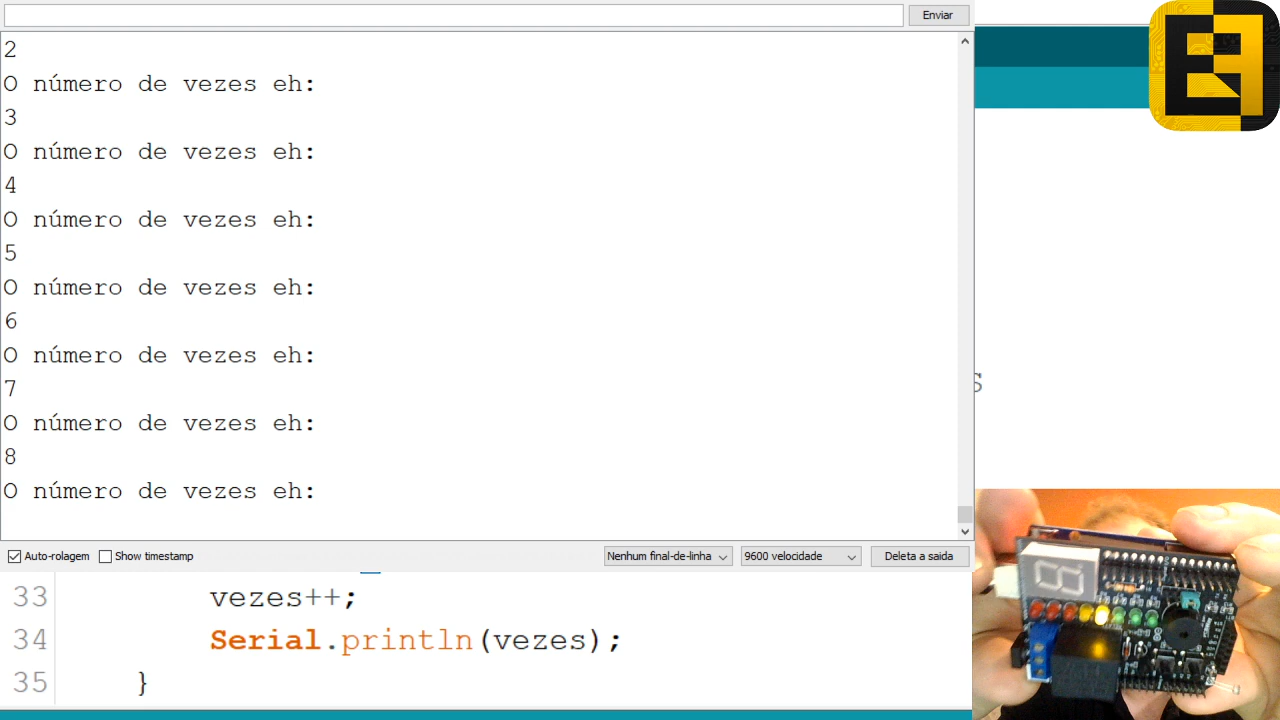 Enviar
2
O número de vezes eh:
3
O número de vezes eh:
4
O número de vezes eh:
5
O número de vezes eh:
6
O número de vezes eh:
7
O número de vezes eh:
8
O número de vezes eh:
s
Auto-rolagem Show timestamp Nenhum final-de-linha 9600 velocidade Deleta a saida
33 vezes++;
34 Serial.println(vezes);
35 }